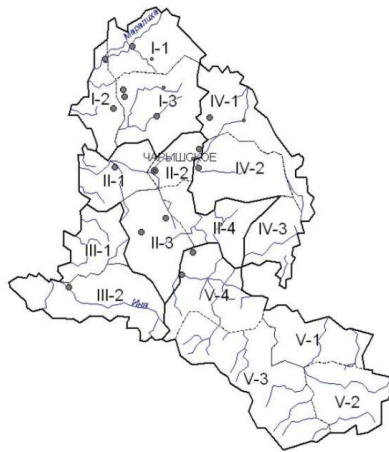 Маралиха
I-1
I-2
I-3
IV-1
ЧАРЫШСКОЕ
II-1
II-2
IV-2
III-1
II-3
II-4
IV-3
III-2
Иня
V-4
V-1
V-3
V-2